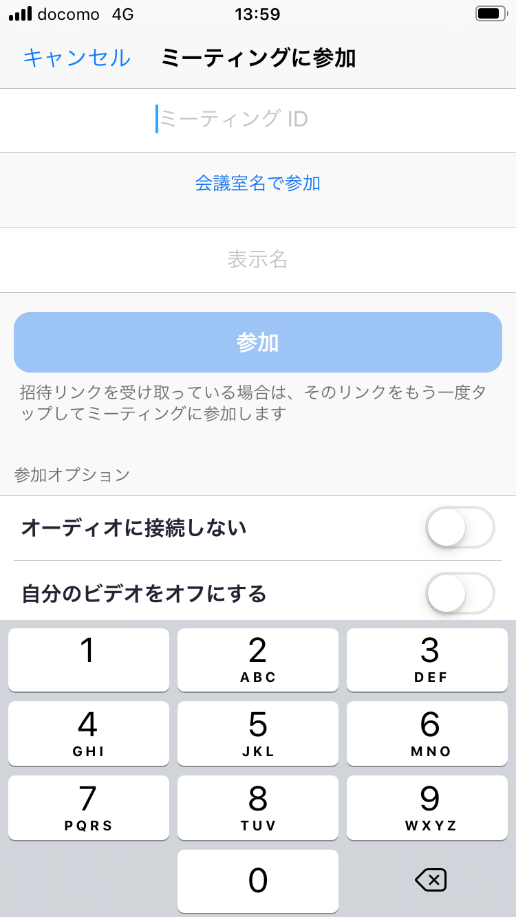 docomo 4G 13:59
キャンセル ミーティングに参加
ミーティング ID
会議室名で参加
表示名
参加
招待リンクを受け取っている場合は、そのリンクをもう一度タ
ップしてミーティングに参加します
参加オプション
オーディオに接続しない
自分のビデオをオフにする
1 2 3
ABC DEF
4 5 6
GHI JKL MNO
7 8 9
PQRS TUV WXYZ
0